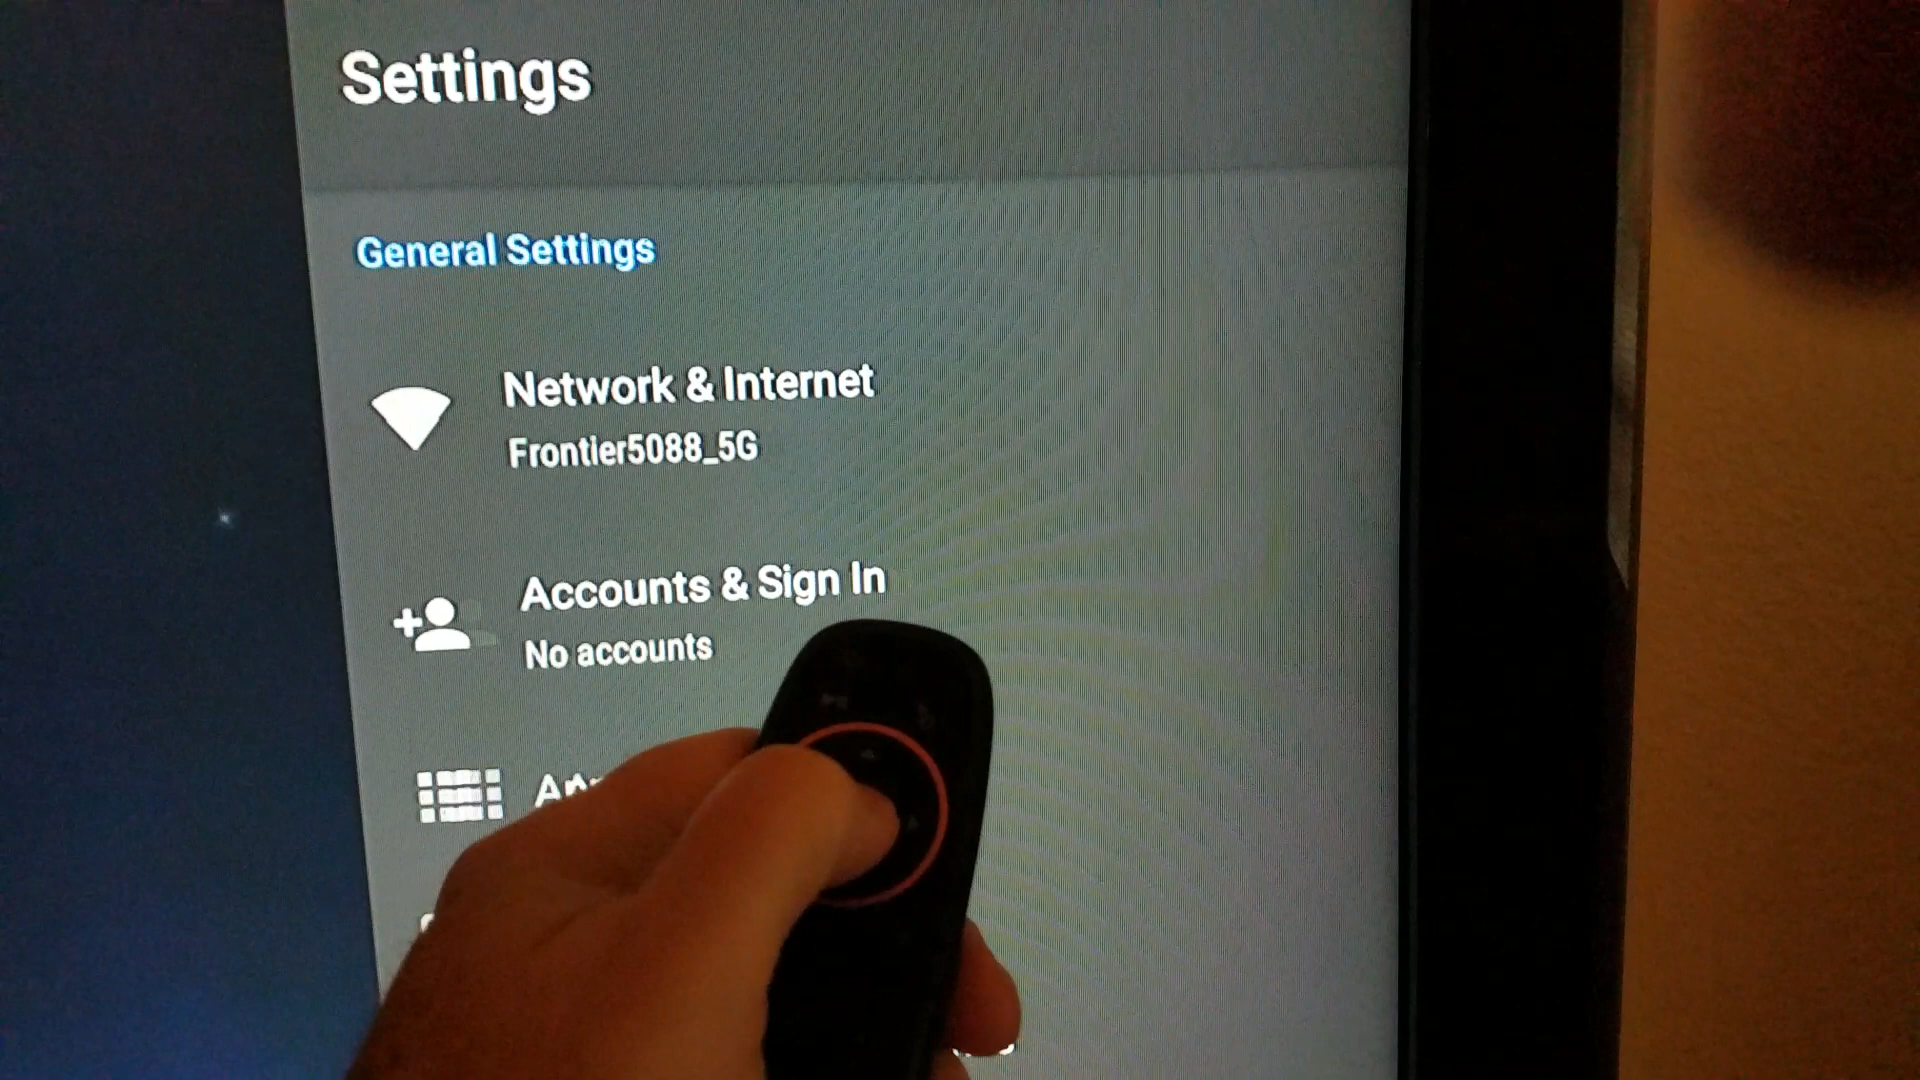 Settings
General Settings
Network & Internet
Frontier5088_5G
Accounts & Sign In
No accounts